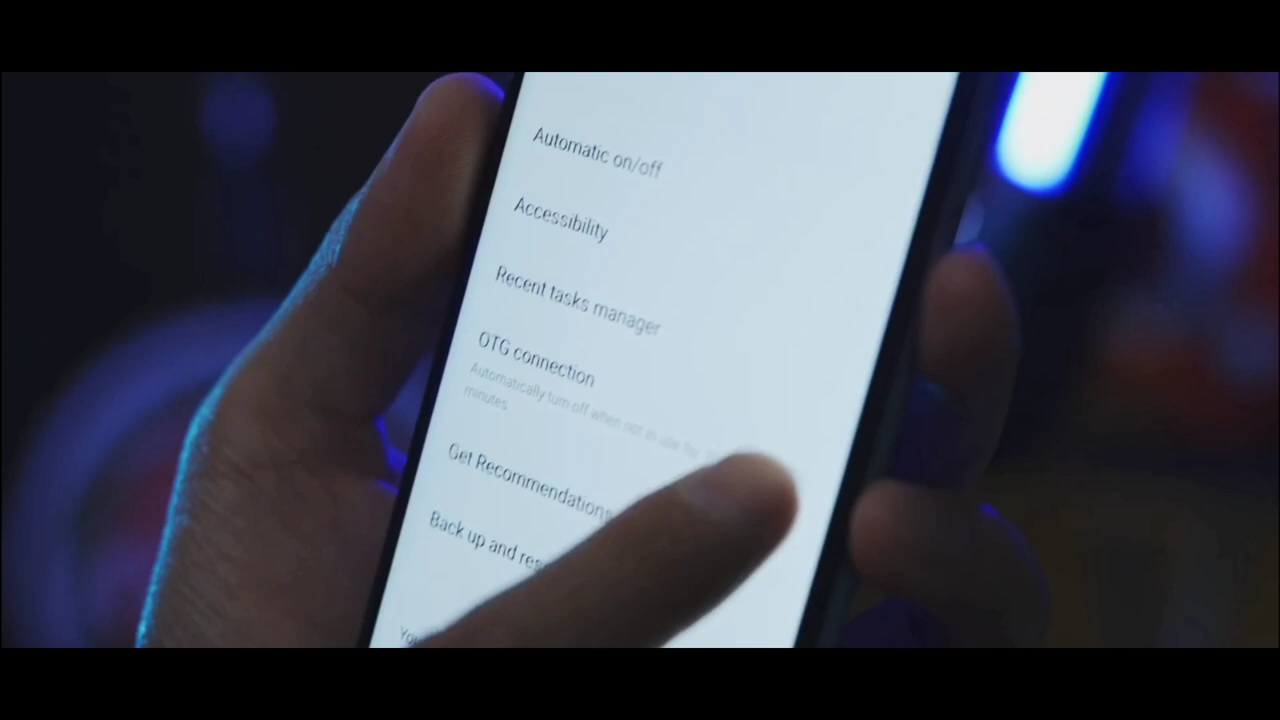 Automatic on/off
Accessibility
Recent tasks manager
OTG connection
Automatically turn off when not in use for
minutes
Get Recommendations
Back up and